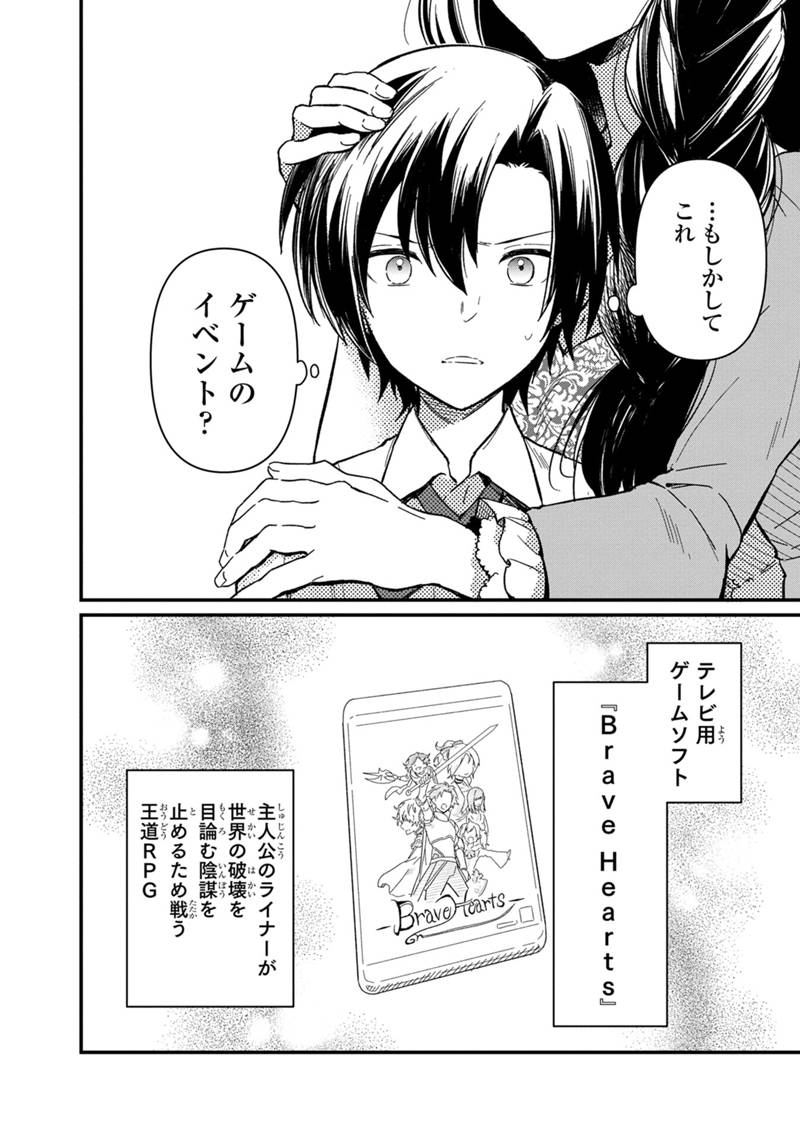 …もしかして
これ
ゲームの
イベント?
テレビ用
ゲームソフト
『Brave Hearts』
Brave Hearts
主人公のライナーが
世界の破壊を
目論む陰謀を
止めるため戦う
王道RPG